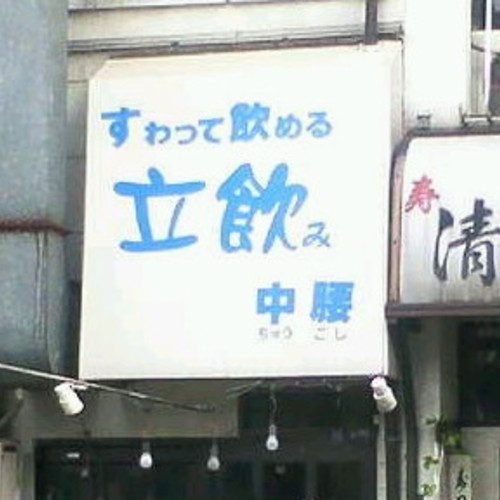 すわって飲める
立飲み
中腰
ちゅうごし
寿
清